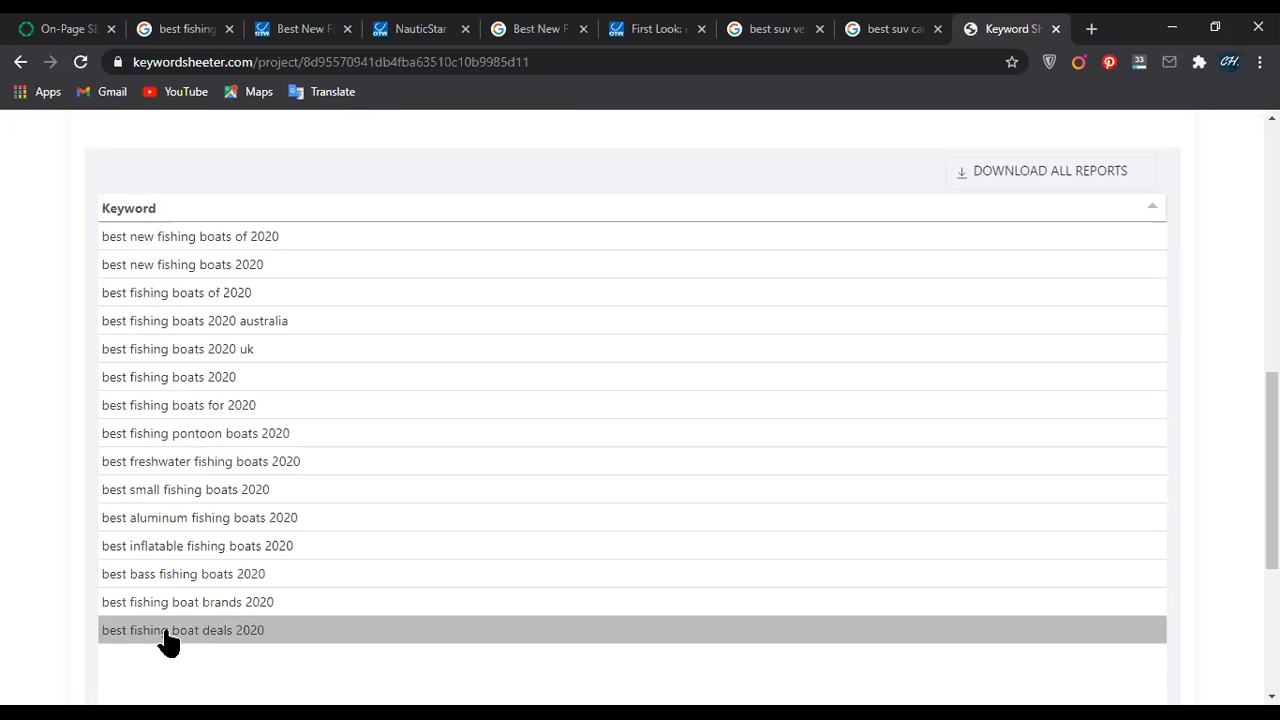 On-Page S
best fishing
Best New F
NauticStar
Best New F
First Look:
best suv ve
best suv car
Keyword Sh
keywordsheeter.com/project/8d95570941db4fba63510c10b9985d11
33
CH
Apps
Gmail
YouTube
Maps
Translate
DOWNLOAD ALL REPORTS
Keyword
best new fishing boats of 2020
best new fishing boats 2020
best fishing boats of 2020
best fishing boats 2020 australia
best fishing boats 2020 uk
best fishing boats 2020
best fishing boats for 2020
best fishing pontoon boats 2020
best freshwater fishing boats 2020
best small fishing boats 2020
best aluminum fishing boats 2020
best inflatable fishing boats 2020
best bass fishing boats 2020
best fishing boat brands 2020
best fishing boat deals 2020